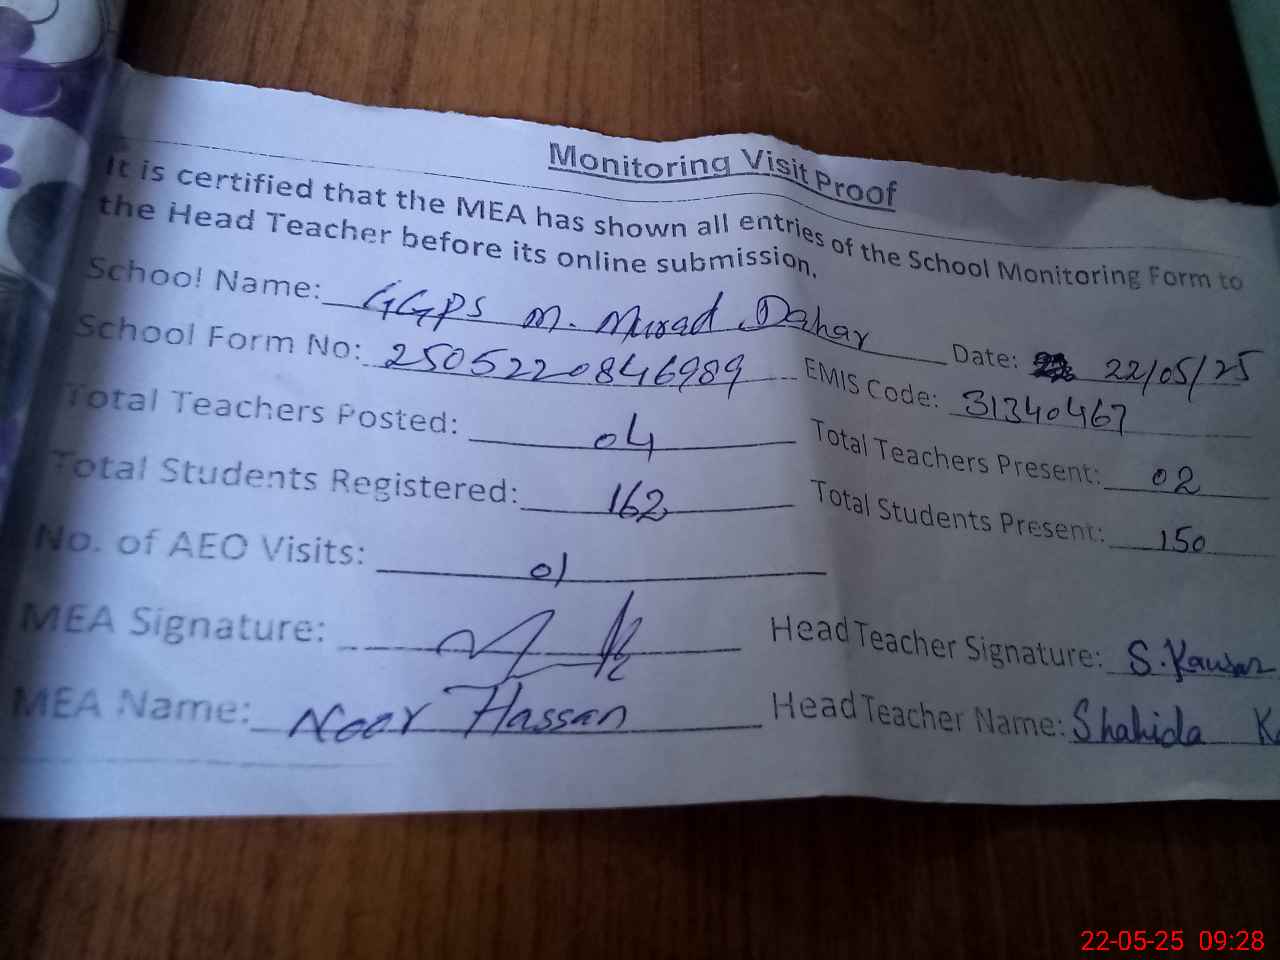 Monitoring Visit Proof
It is certified that the MEA has shown all entries of the School Monitoring Form to
the Head Teacher before its online submission.
School Name: GGPS M. Murad Dahar Date: 22/05/25
School Form No: 2505220846989 EMIS Code: 31340467
Total Teachers Posted: 04 Total Teachers Present: 02
Total Students Registered: 162 Total Students Present: 150
No. of AEO Visits: 01
MEA Signature: Head Teacher Signature: S.Kausar
MEA Name: Noor Hassan Head Teacher Name: Shahida
22-05-25 09:28